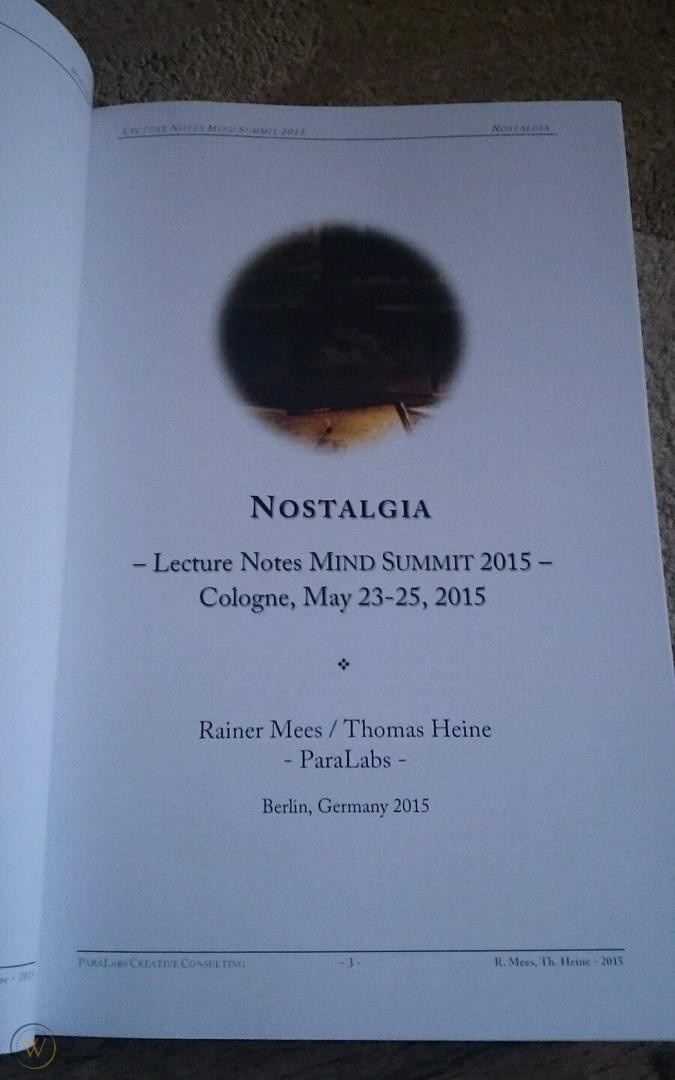 LECTURE NOTES MIND SUMMIT 2015 NOSTALGIA
NOSTALGIA
– Lecture Notes MIND SUMMIT 2015 –
Cologne, May 23-25, 2015
❖
Rainer Mees / Thomas Heine
- ParaLabs -
Berlin, Germany 2015
PARALABS CREATIVE CONSULTING - 3 - R. Mees, Th. Heine - 2015
W